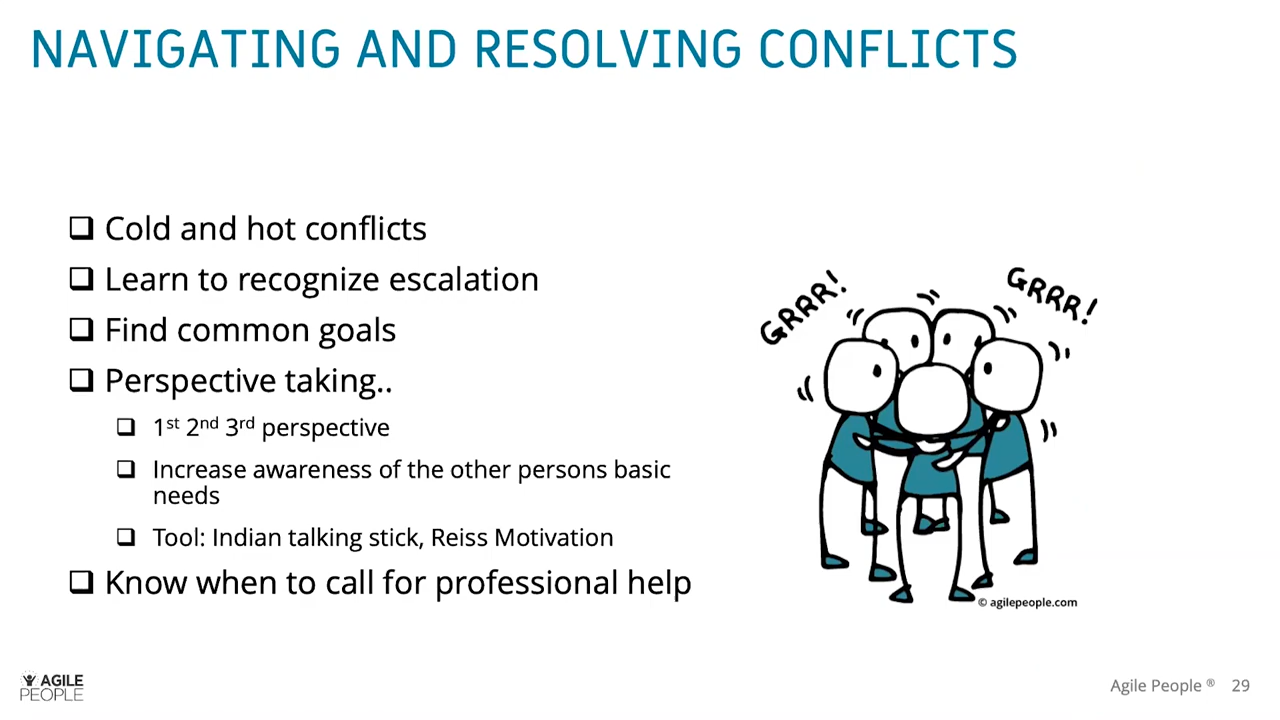 NAVIGATING AND RESOLVING CONFLICTS
Cold and hot conflicts
Learn to recognize escalation
Find common goals
Perspective taking..
1st 2nd 3rd perspective
Increase awareness of the other persons basic
needs
Tool: Indian talking stick, Reiss Motivation
Know when to call for professional help
GRRR!
GRRR!
© agilepeople.com
AGILE
PEOPLE
Agile People ® 29